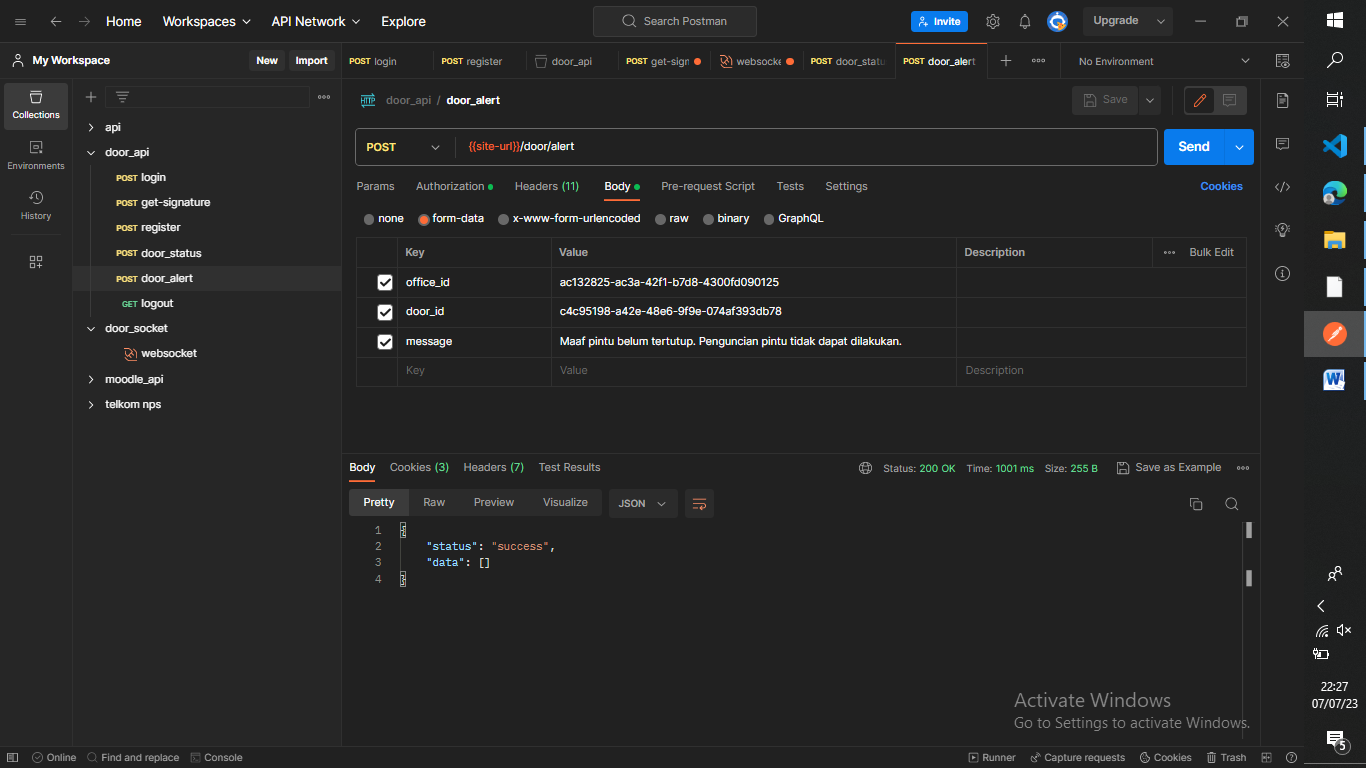 Home Workspaces API Network Explore Search Postman Invite Upgrade
My Workspace New Import
POST login POST register door_api POST get-sign websocke POST door_statu POST door_alert No Environment
Collections
Environments
History
api
door_api
POST login
POST get-signature
POST register
POST door_status
POST door_alert
GET logout
door_socket
websocket
moodle_api
telkom nps
HTTP door_api / door_alert Save
POST {{site-url}}/door/alert Send
Params Authorization Headers (11) Body Pre-request Script Tests Settings Cookies
none form-data x-www-form-urlencoded raw binary GraphQL
Key Value Description Bulk Edit
office_id ac132825-ac3a-42f1-b7d8-4300fd090125
door_id c4c95198-a42e-48e6-9f9e-074af393db78
message Maaf pintu belum tertutup. Penguncian pintu tidak dapat dilakukan.
Key Value Description
Body Cookies (3) Headers (7) Test Results Status: 200 OK Time: 1001 ms Size: 255 B Save as Example
Pretty Raw Preview Visualize JSON
1 {
2 "status": "success",
3 "data": []
4 }
Activate Windows
Go to Settings to activate Windows.
Online Find and replace Console Runner Capture requests Cookies Trash
22:27
07/07/23
5